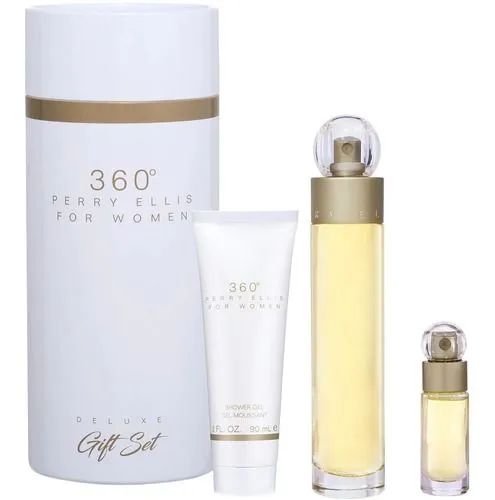 360°
PERRY ELLIS
FOR WOMEN
DELUXE
Gift Set
360°
PERRY ELLIS
FOR WOMEN
SHOWER GEL
GEL MOUSSANT
FL. OZ. 90 mL e